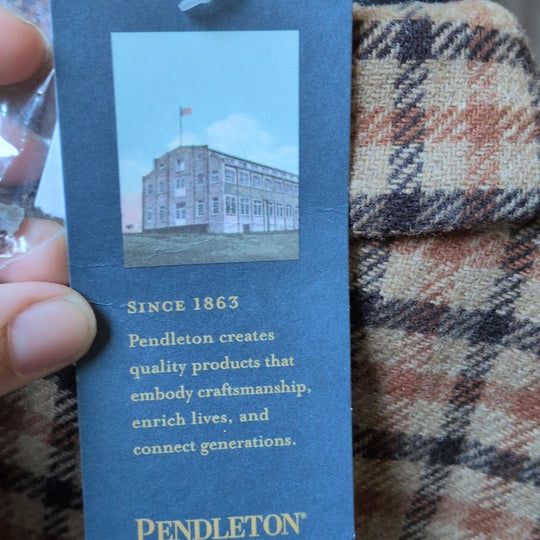 SINCE 1863
Pendleton creates
quality products that
embody craftsmanship,
enrich lives, and
connect generations.
PENDLETON®